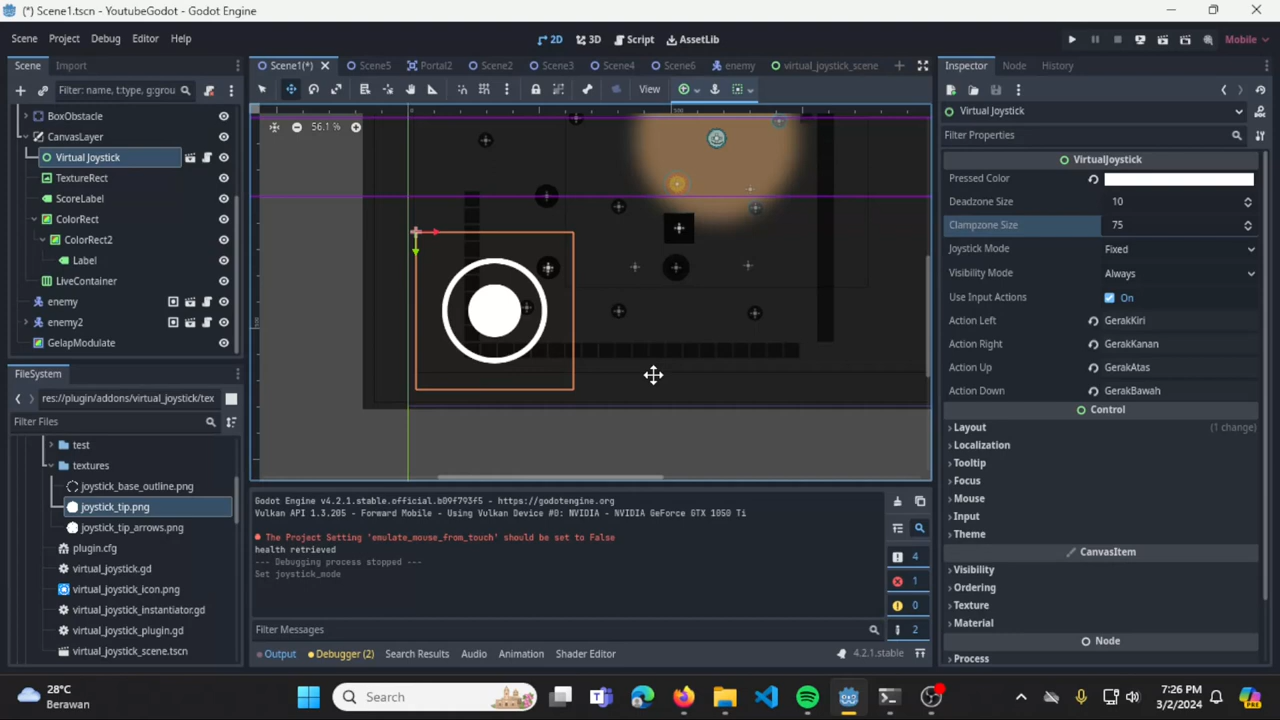 (*) Scene1.tscn - YoutubeGodot - Godot Engine
Scene Project Debug Editor Help
2D 3D Script AssetLib
Mobile
Scene Import
Scene1(*) Scene5 Portal2 Scene2 Scene3 Scene4 Scene6 enemy virtual_joystick_scene
Inspector Node History
Filter: name, t:type, g:grou
View
BoxObstacle
CanvasLayer
Virtual Joystick
TextureRect
ScoreLabel
ColorRect
ColorRect2
Label
LiveContainer
enemy
enemy2
GelapModulate
0
500
56.1 %
Virtual Joystick
Filter Properties
VirtualJoystick
Pressed Color
Deadzone Size 10
Clampzone Size 75
Joystick Mode Fixed
Visibility Mode Always
Use Input Actions On
Action Left GerakKiri
Action Right GerakKanan
Action Up GerakAtas
Action Down GerakBawah
Control
Layout (1 change)
Localization
Tooltip
Focus
Mouse
Input
Theme
CanvasItem
Visibility
Ordering
Texture
Material
Node
Process
FileSystem
res://plugin/addons/virtual_joystick/tex
Filter Files
test
textures
joystick_base_outline.png
joystick_tip.png
joystick_tip_arrows.png
plugin.cfg
virtual_joystick.gd
virtual_joystick_icon.png
virtual_joystick_instantiator.gd
virtual_joystick_plugin.gd
virtual_joystick_scene.tscn
Godot Engine v4.2.1.stable.official.b09f793f5 - https://godotengine.org
Vulkan API 1.3.205 - Forward Mobile - Using Vulkan Device #0: NVIDIA - NVIDIA GeForce GTX 1050 Ti
The Project Setting 'emulate_mouse_from_touch' should be set to False
health retrieved
--- Debugging process stopped ---
Set joystick_mode
4
1
0
2
Filter Messages
Output Debugger (2) Search Results Audio Animation Shader Editor
4.2.1.stable
28°C
Berawan
Search
7:26 PM
3/2/2024
PRE